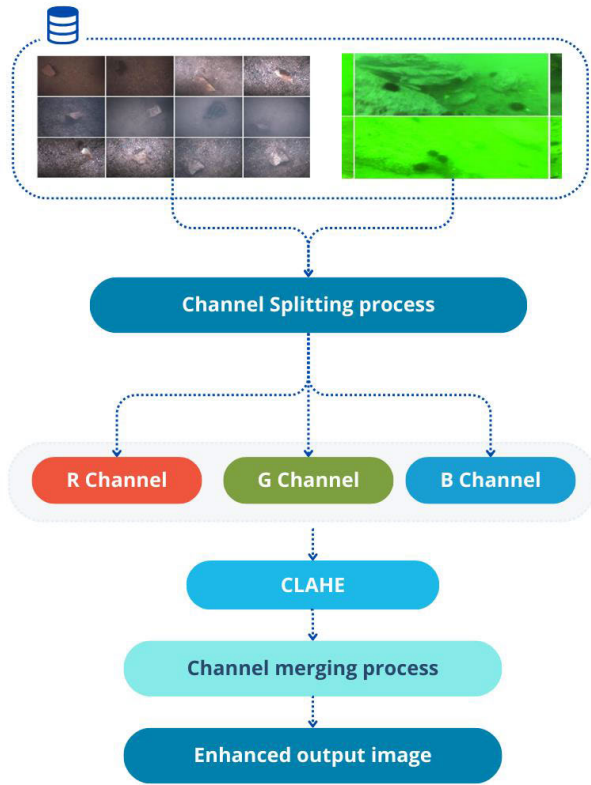 Channel Splitting process
R Channel
G Channel
B Channel
CLAHE
Channel merging process
Enhanced output image